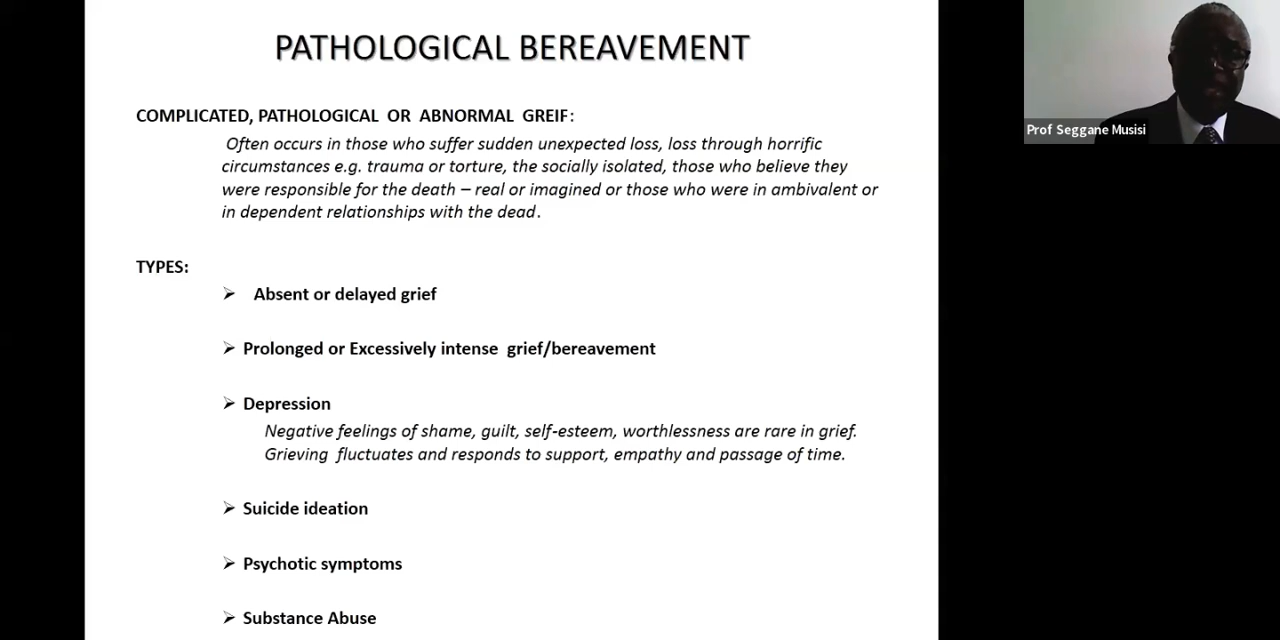 PATHOLOGICAL BEREAVEMENT
Prof Seggane Musisi
COMPLICATED, PATHOLOGICAL OR ABNORMAL GREIF:
Often occurs in those who suffer sudden unexpected loss, loss through horrific
circumstances e.g. trauma or torture, the socially isolated, those who believe they
were responsible for the death – real or imagined or those who were in ambivalent or
in dependent relationships with the dead.
TYPES:
➢ Absent or delayed grief
➢ Prolonged or Excessively intense grief/bereavement
➢ Depression
Negative feelings of shame, guilt, self-esteem, worthlessness are rare in grief.
Grieving fluctuates and responds to support, empathy and passage of time.
➢ Suicide ideation
➢ Psychotic symptoms
➢ Substance Abuse